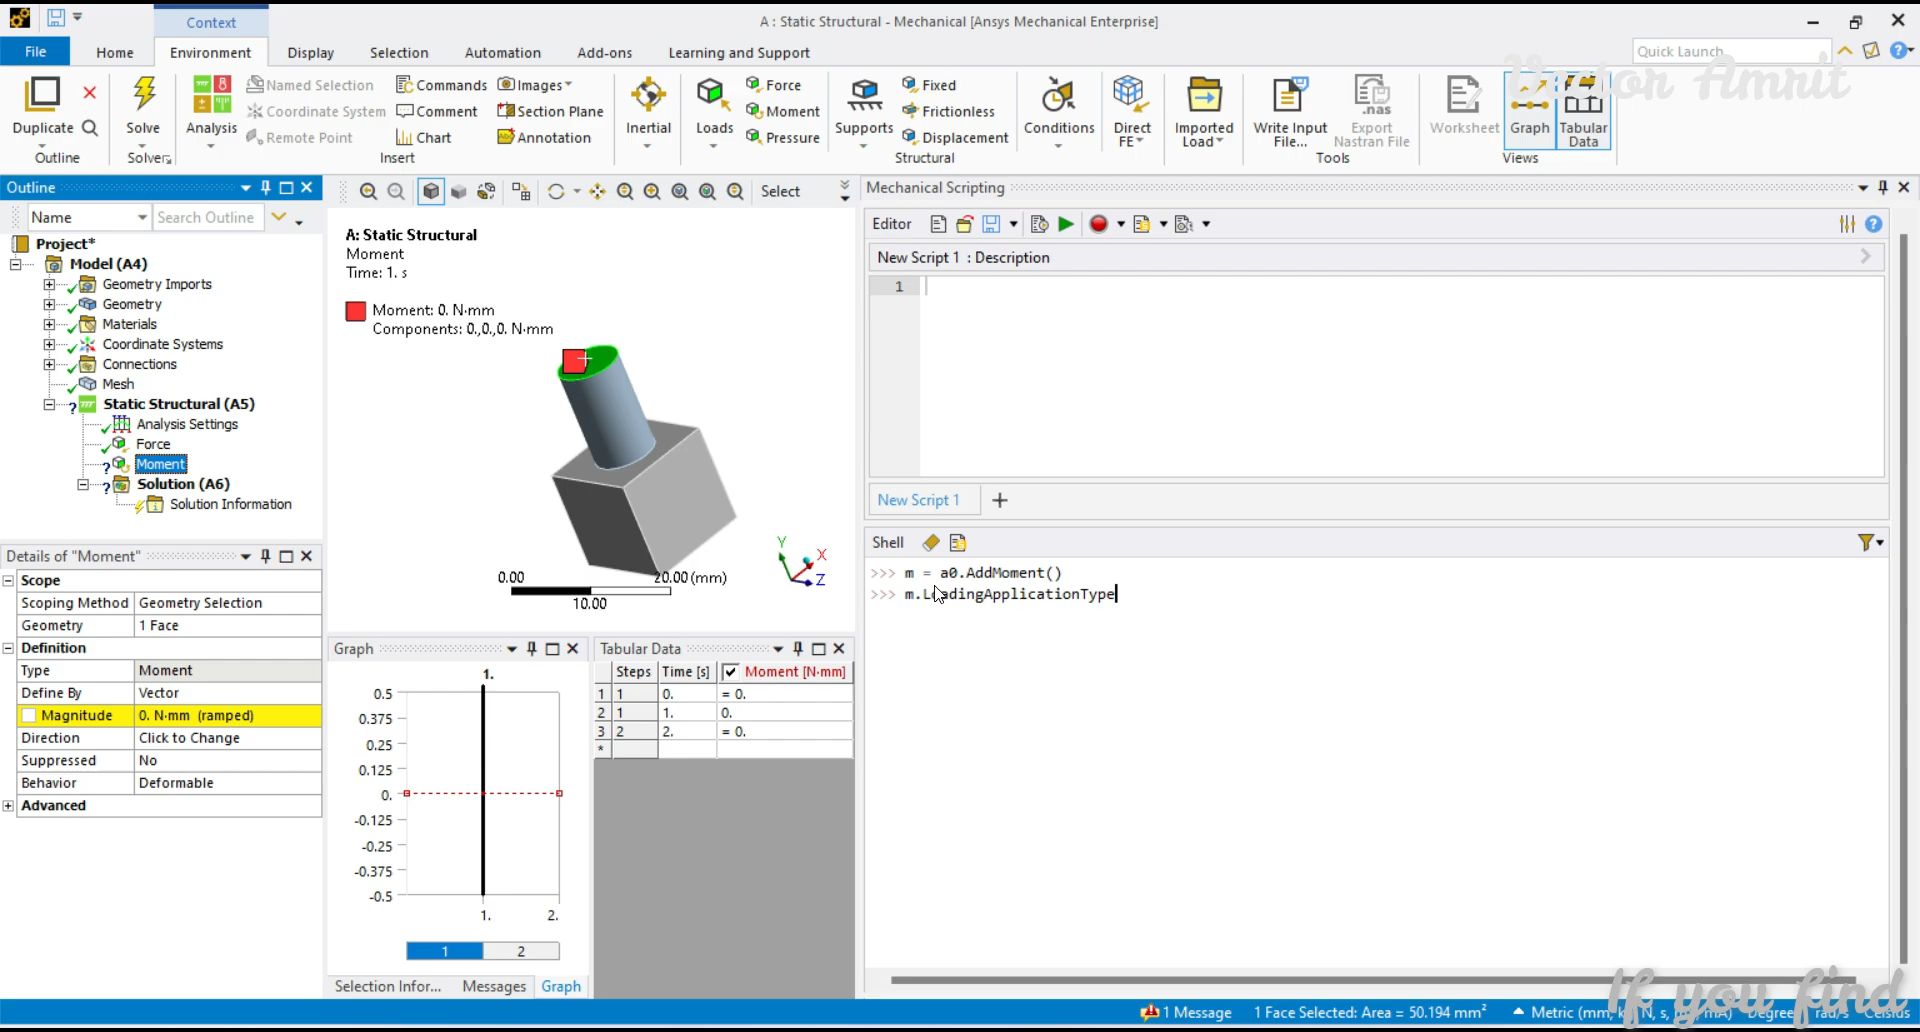 Context
A : Static Structural - Mechanical [Ansys Mechanical Enterprise]
File
Home
Environment
Display
Selection
Automation
Add-ons
Learning and Support
Quick Launch
Vector Amrit
Duplicate
Outline
Solve
Solver
Analysis
Named Selection
Coordinate System
Remote Point
Commands
Comment
Chart
Images
Section Plane
Annotation
Insert
Inertial
Loads
Force
Moment
Pressure
Supports
Fixed
Frictionless
Displacement
Structural
Conditions
Direct
FE
Imported
Load
Write Input
File...
.nas
Export
Nastran File
Tools
Worksheet
Graph
Tabular
Data
Views
Outline
Name
Search Outline
Project*
Model (A4)
Geometry Imports
Geometry
Materials
Coordinate Systems
Connections
Mesh
Static Structural (A5)
Analysis Settings
Force
Moment
Solution (A6)
Solution Information
Details of "Moment"
Scope
Scoping Method Geometry Selection
Geometry 1 Face
Definition
Type Moment
Define By Vector
Magnitude 0. N·mm (ramped)
Direction Click to Change
Suppressed No
Behavior Deformable
Advanced
Select
A: Static Structural
Moment
Time: 1. s
Moment: 0. N·mm
Components: 0.,0.,0. N·mm
Y
X
Z
0.00 20.00 (mm)
10.00
Graph
1.
0.5
0.375
0.25
0.125
0.
-0.125
-0.25
-0.375
-0.5
1. 2.
1 2
Selection Infor...
Messages
Graph
Tabular Data
Steps Time [s] Moment [N·mm]
1 1 0. = 0.
2 1 1. 0.
3 2 2. = 0.
*
Mechanical Scripting
Editor
New Script 1 : Description
1
New Script 1 +
Shell
>>> m = a0.AddMoment()
>>> m.LoadingApplicationType
If you find
1 Message
1 Face Selected: Area = 50.194 mm²
Metric (mm, N, s, mA)
Degrees rad/s Celsius